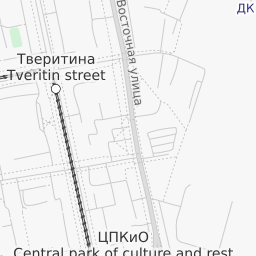 ДК
Восточная улица
Тверитина
Tveritin street
ЦПКиО
Central park of culture and rest